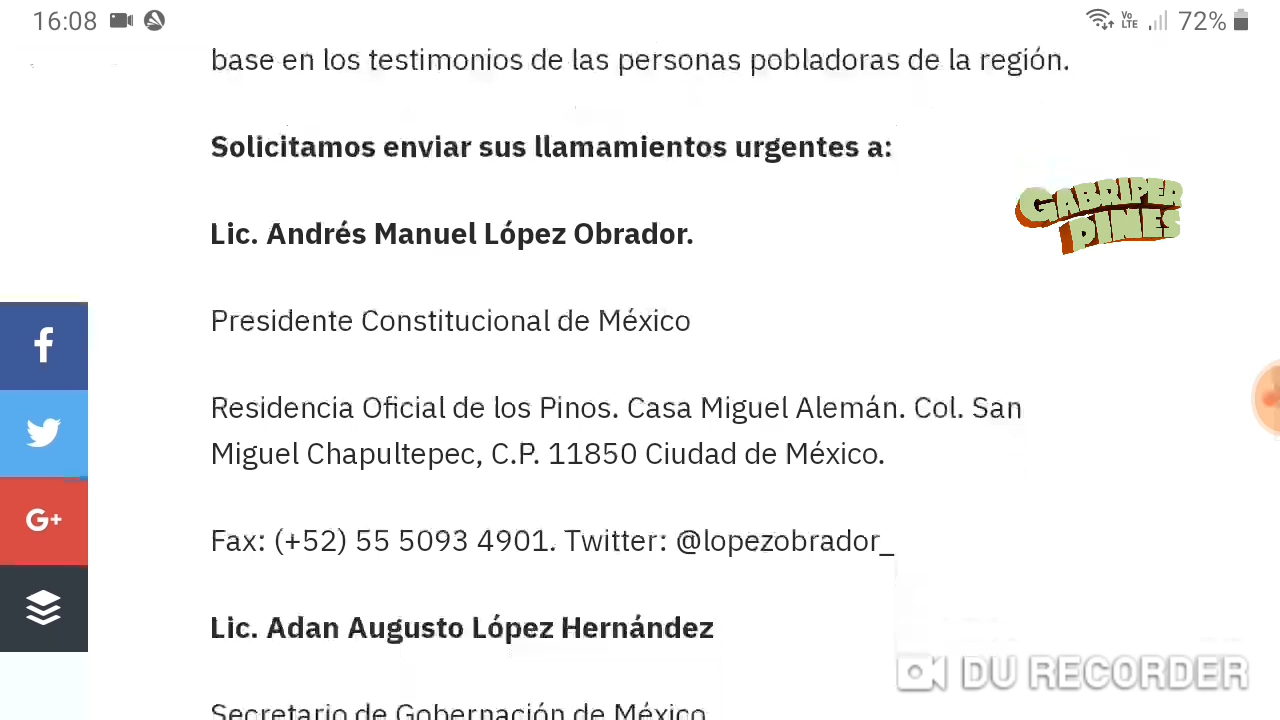 16:08
Vo
LTE
72%
base en los testimonios de las personas pobladoras de la región.
Solicitamos enviar sus llamamientos urgentes a:
GABRIPER
PINES
Lic. Andrés Manuel López Obrador.
Presidente Constitucional de México
Residencia Oficial de los Pinos. Casa Miguel Alemán. Col. San
Miguel Chapultepec, C.P. 11850 Ciudad de México.
G+
Fax: (+52) 55 5093 4901. Twitter: @lopezobrador_
Lic. Adan Augusto López Hernández
DU RECORDER
Secretario de Gobernación de México